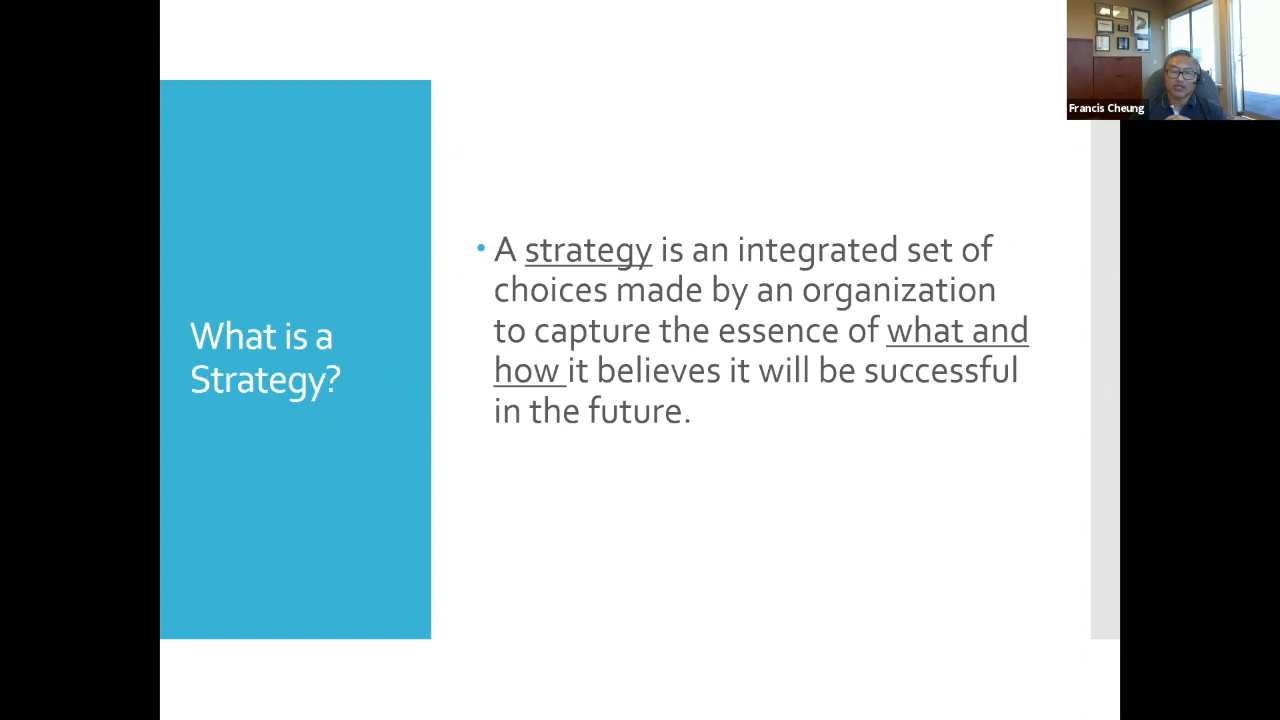 What is a
Strategy?
• A strategy is an integrated set of
choices made by an organization
to capture the essence of what and
how it believes it will be successful
in the future.
Francis Cheung